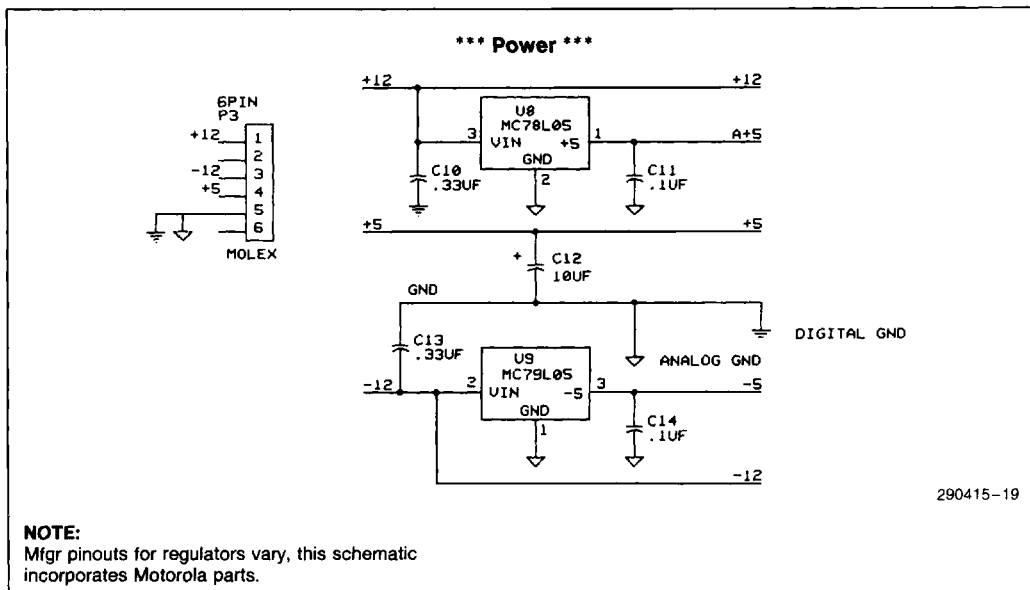 *** Power ***
6PIN
P3
+12 1
2
-12 3
+5 4
5
6
MOLEX
+12 +12
U8
MC78L05
3 VIN +5 1 A+5
GND
2
C10
.33UF
C11
.1UF
+5 +5
+ C12
10UF
GND
DIGITAL GND
ANALOG GND
C13
.33UF
U9
MC79L05
-12 2 VIN -5 3 -5
GND
1
C14
.1UF
-12
290415-19
NOTE:
Mfgr pinouts for regulators vary, this schematic
incorporates Motorola parts.